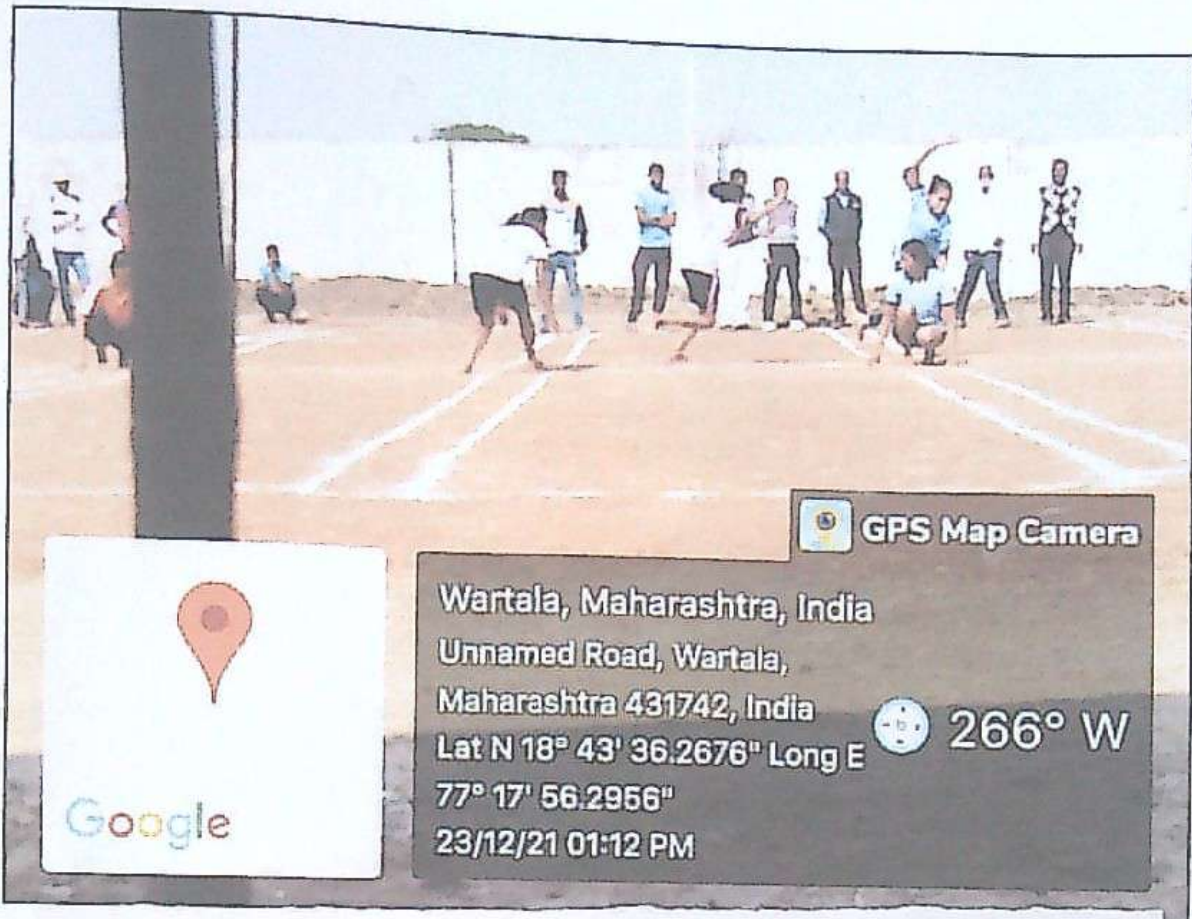 GPS Map Camera
Wartala, Maharashtra, India
Unnamed Road, Wartala,
Maharashtra 431742, India
Lat N 18° 43' 36.2676" Long E
77° 17' 56.2956"
23/12/21 01:12 PM
266° W
Google